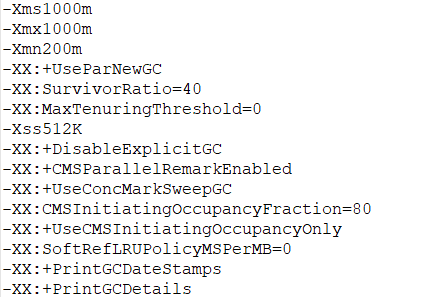 -Xms1000m
-Xmx1000m
-Xmn200m
-XX:+UseParNewGC
-XX:SurvivorRatio=40
-XX:MaxTenuringThreshold=0
-Xss512K
-XX:+DisableExplicitGC
-XX:+CMSParallelRemarkEnabled
-XX:+UseConcMarkSweepGC
-XX:CMSInitiatingOccupancyFraction=80
-XX:+UseCMSInitiatingOccupancyOnly
-XX:SoftRefLRUPolicyMSPerMB=0
-XX:+PrintGCDateStamps
-XX:+PrintGCDetails